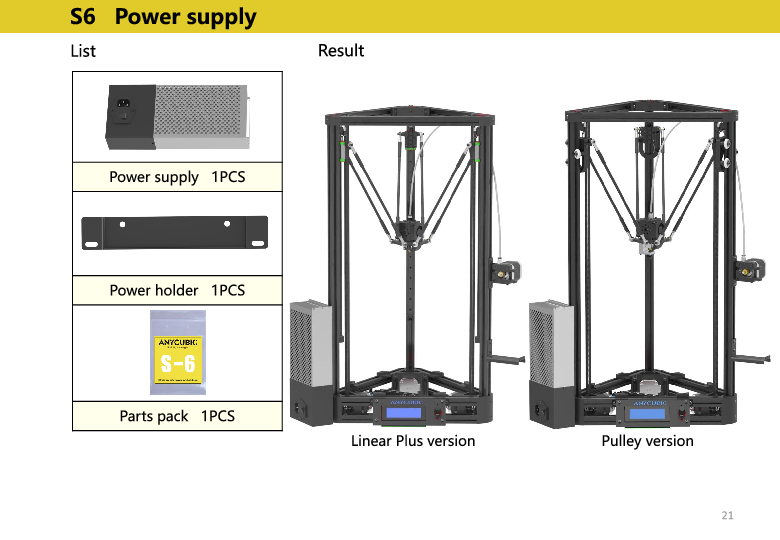 S6 Power supply
List
Result
Power supply 1PCS
Power holder 1PCS
ANYCUBIC
S-6
Parts pack 1PCS
ANYCUBIC
Linear Plus version
ANYCUBIC
Pulley version
21